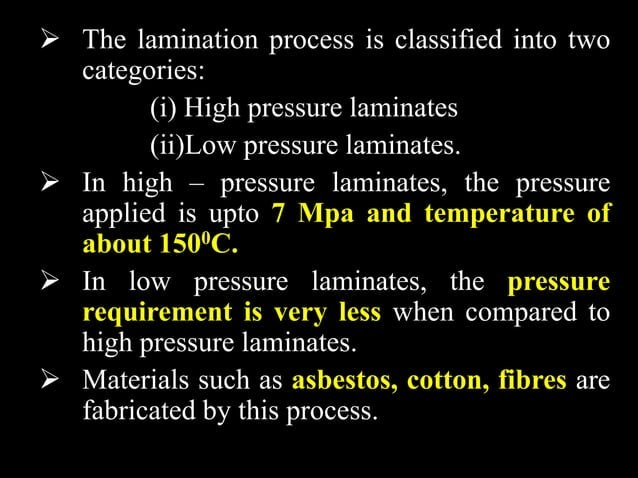 ➢ The lamination process is classified into two
categories:
(i) High pressure laminates
(ii)Low pressure laminates.
➢ In high – pressure laminates, the pressure
applied is upto 7 Mpa and temperature of
about 150⁰C.
➢ In low pressure laminates, the pressure
requirement is very less when compared to
high pressure laminates.
➢ Materials such as asbestos, cotton, fibres are
fabricated by this process.